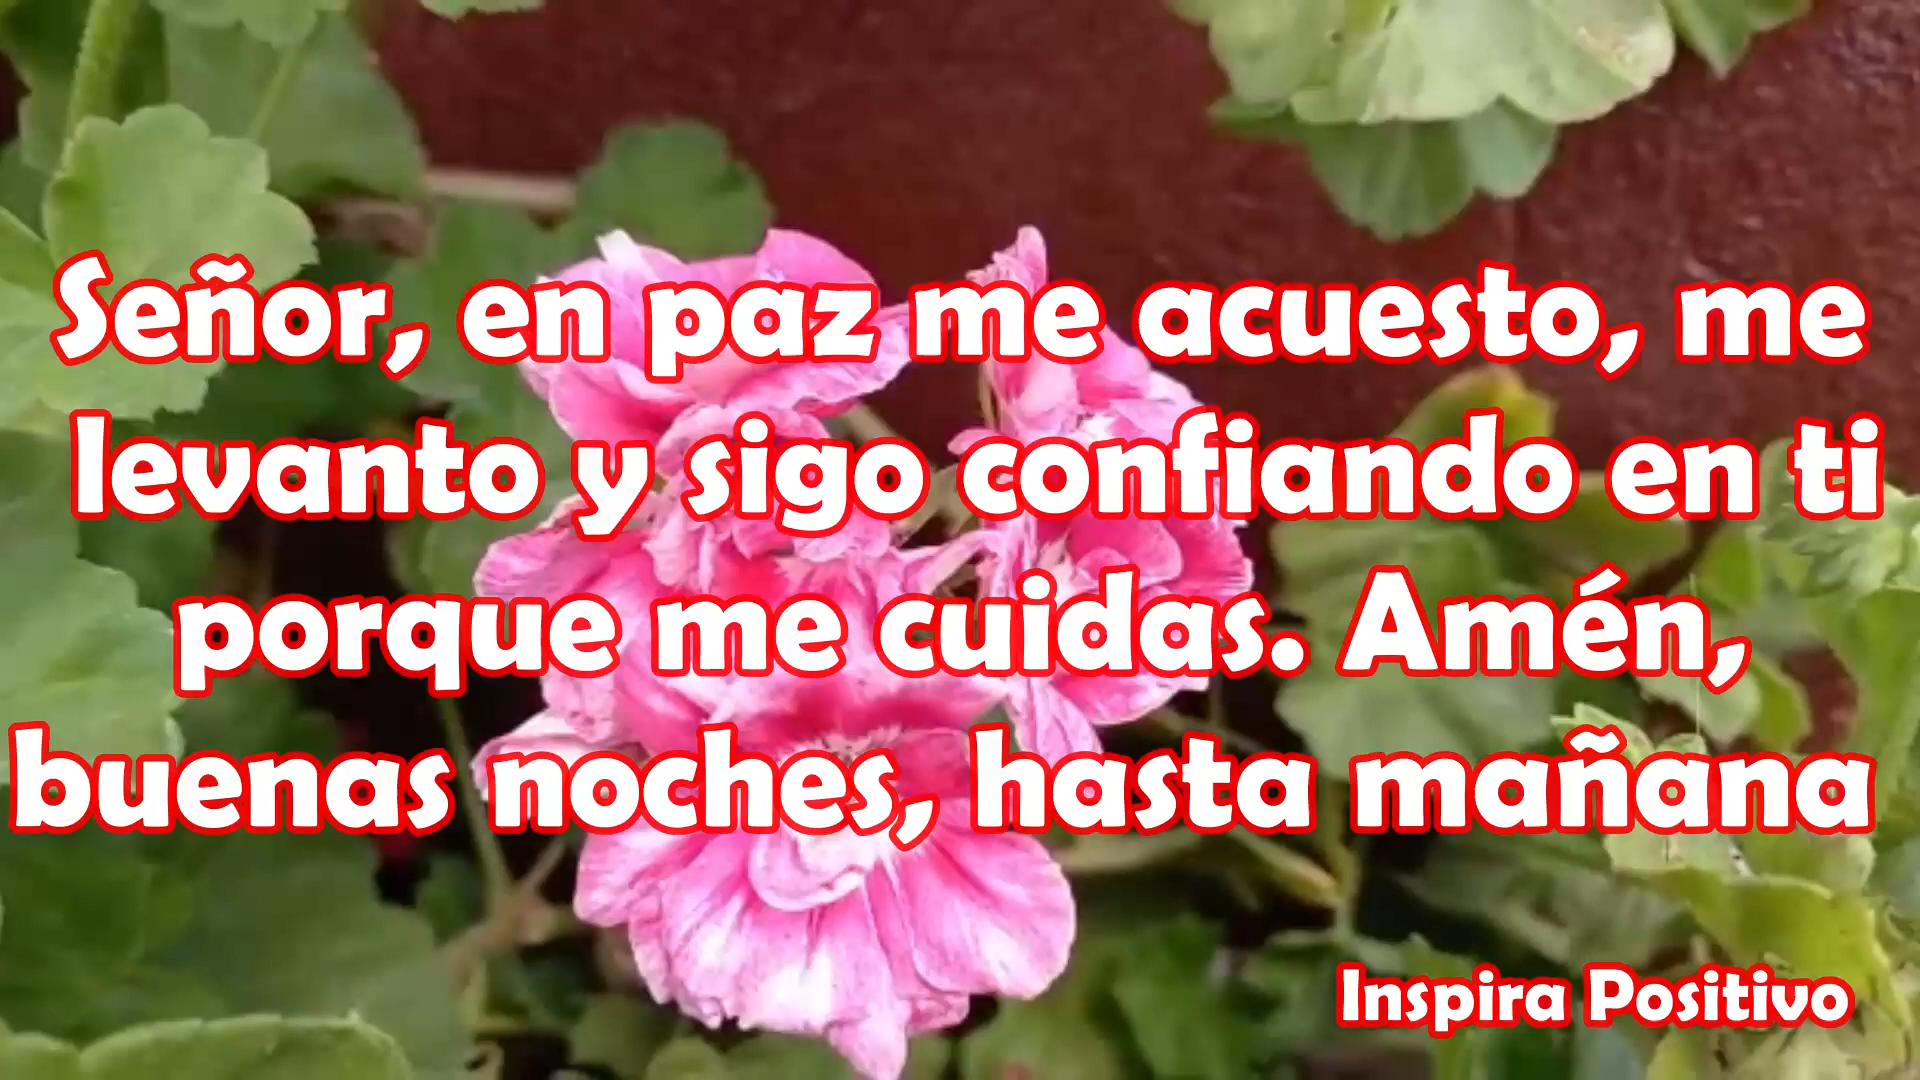 Señor, en paz me acuesto, me
levanto y sigo confiando en ti
porque me cuidas. Amén,
buenas noches, hasta mañana
Inspira Positivo